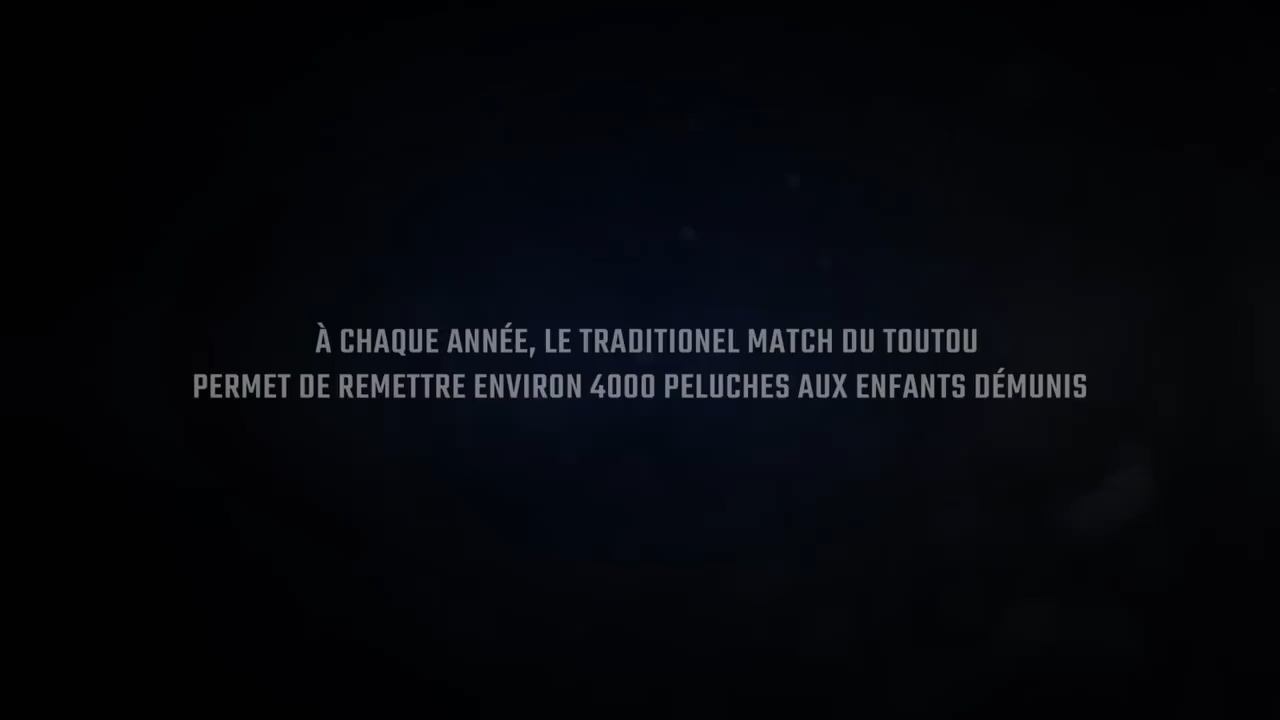 À CHAQUE ANNÉE, LE TRADITIONEL MATCH DU TOUTOU
PERMET DE REMETTRE ENVIRON 4000 PELUCHES AUX ENFANTS DÉMUNIS